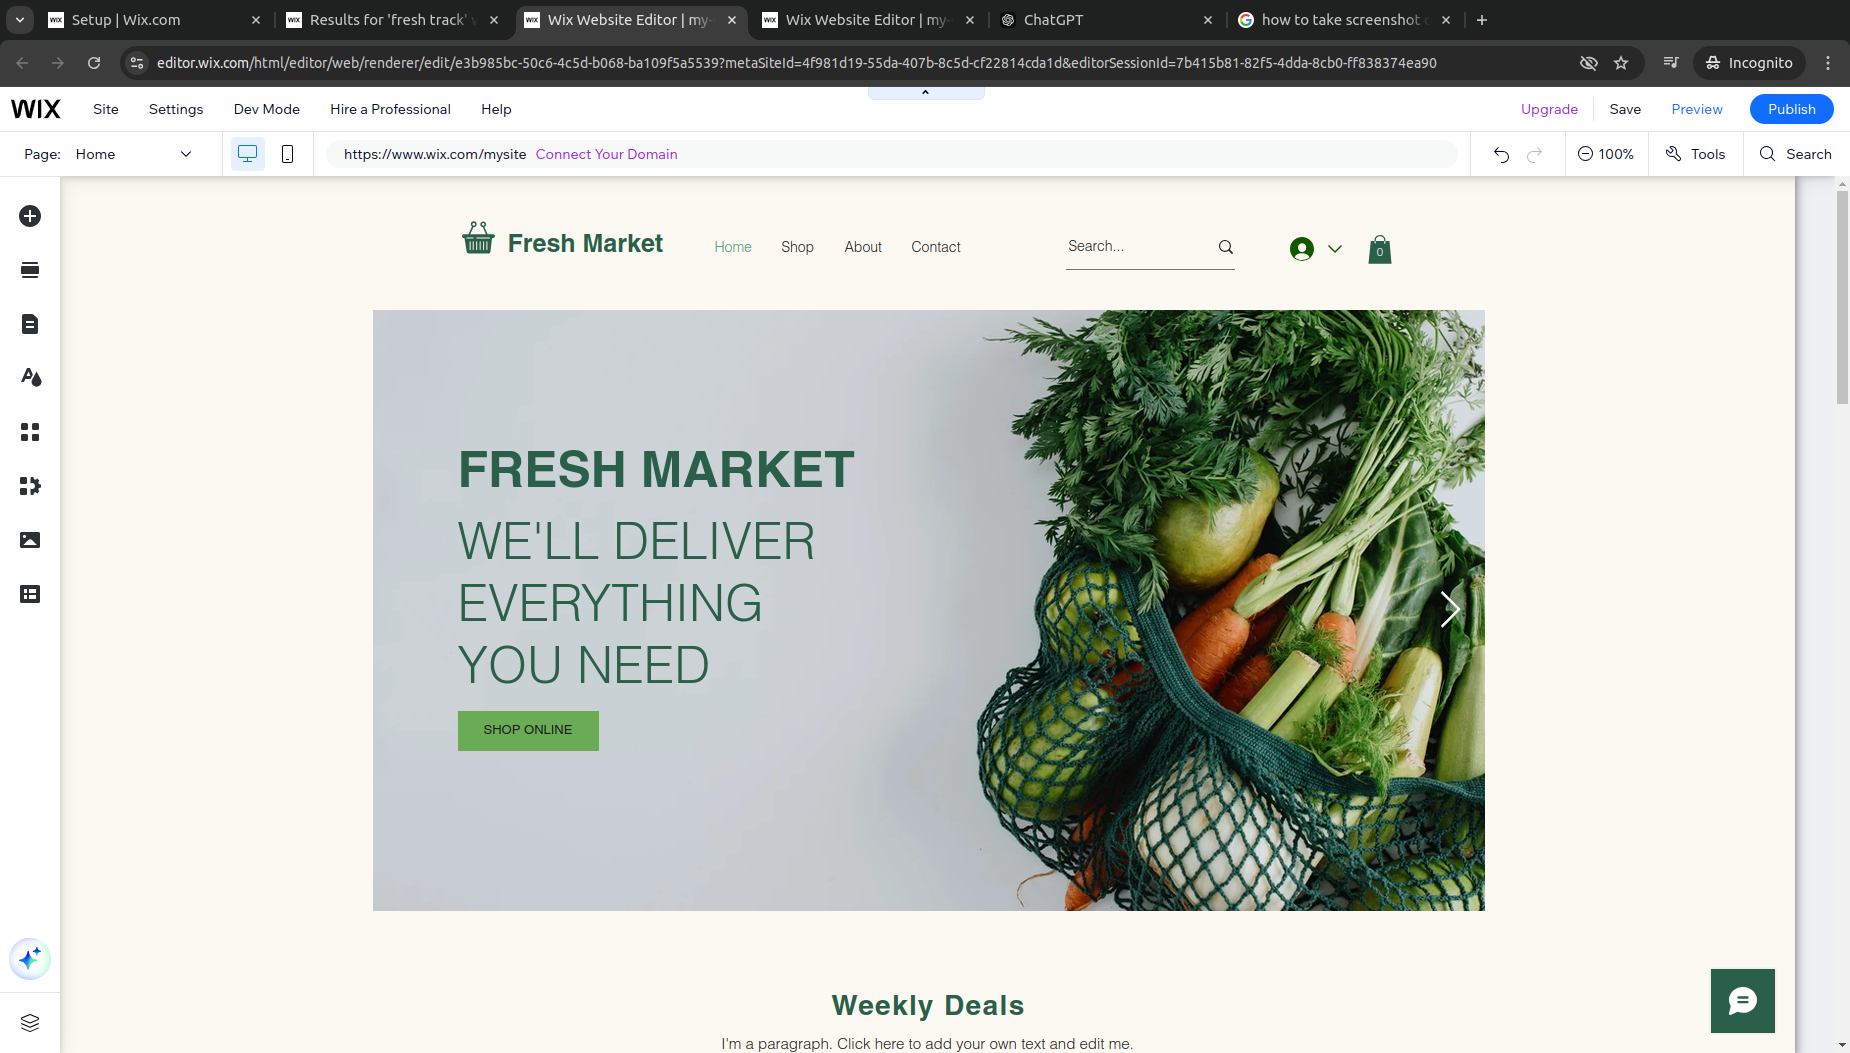 Setup | Wix.com
Results for 'fresh track'
Wix Website Editor | my-
Wix Website Editor | my-
ChatGPT
how to take screenshot
editor.wix.com/html/editor/web/renderer/edit/e3b985bc-50c6-4c5d-b068-ba109f5a5539?metaSiteId=4f981d19-55da-407b-8c5d-cf22814cda1d&editorSessionId=7b415b81-82f5-4dda-8cb0-ff838374ea90
Incognito
WIX Site Settings Dev Mode Hire a Professional Help
Upgrade Save Preview Publish
Page: Home
https://www.wix.com/mysite Connect Your Domain
100% Tools Search
Fresh Market
Home Shop About Contact
Search...
0
FRESH MARKET
WE'LL DELIVER
EVERYTHING
YOU NEED
SHOP ONLINE
Weekly Deals
I'm a paragraph. Click here to add your own text and edit me.